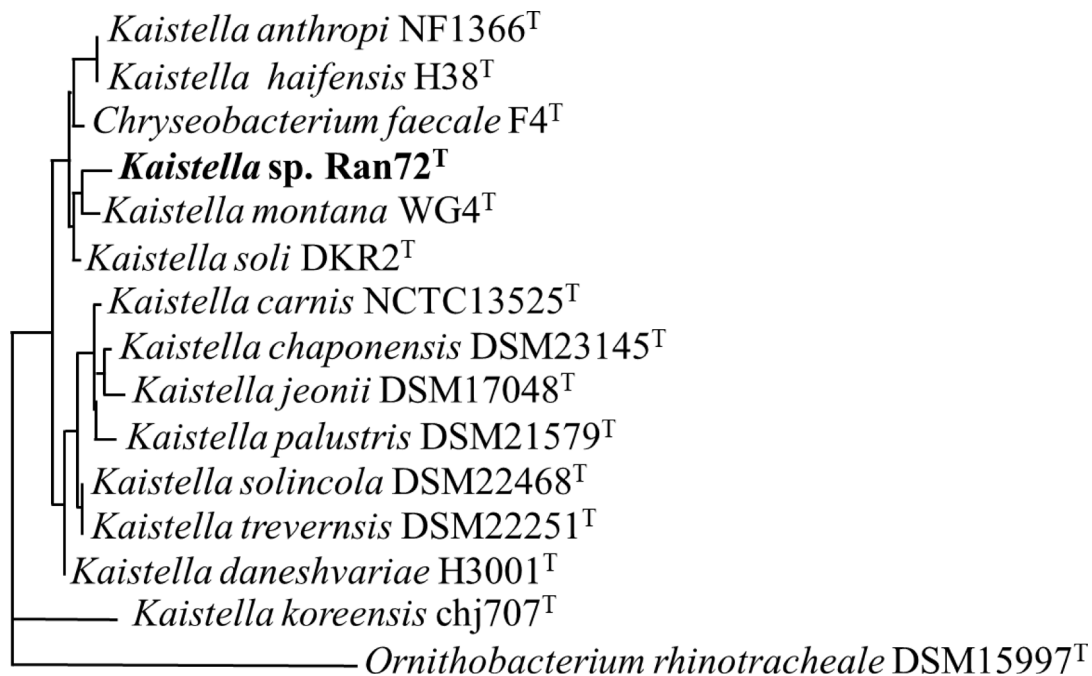 Kaistella anthropi NF1366ᵀ
Kaistella haifensis H38ᵀ
Chryseobacterium faecale F4ᵀ
Kaistella sp. Ran72ᵀ
Kaistella montana WG4ᵀ
Kaistella soli DKR2ᵀ
Kaistella carnis NCTC13525ᵀ
Kaistella chaponensis DSM23145ᵀ
Kaistella jeonii DSM17048ᵀ
Kaistella palustris DSM21579ᵀ
Kaistella solincola DSM22468ᵀ
Kaistella trevernsis DSM22251ᵀ
Kaistella daneshvariae H3001ᵀ
Kaistella koreensis chj707ᵀ
Ornithobacterium rhinotracheale DSM15997ᵀ